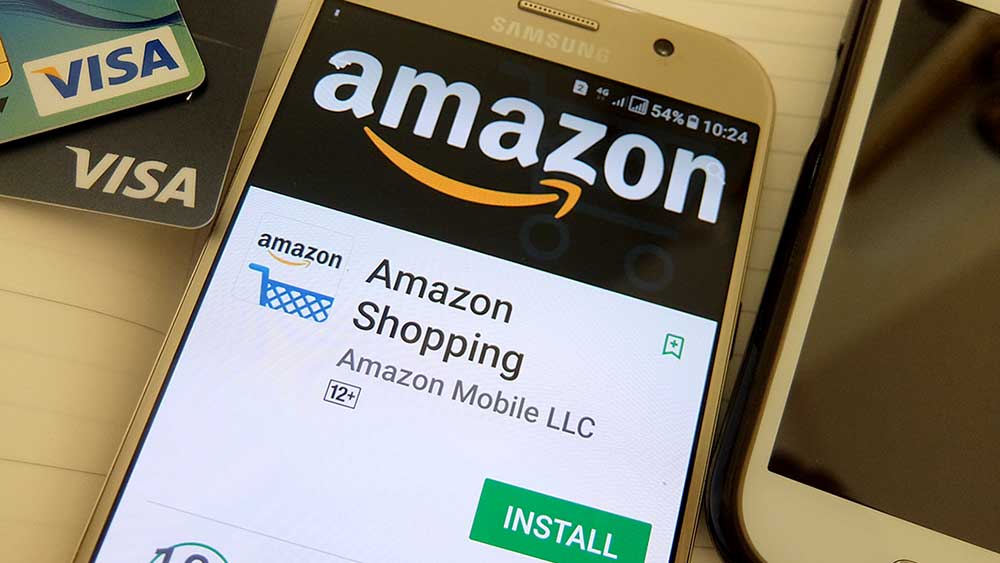 VISA
VISA
SAMSUNG
2 4G 54% 10:24
amazon
amazon
Amazon
Shopping
Amazon Mobile LLC
12+
INSTALL